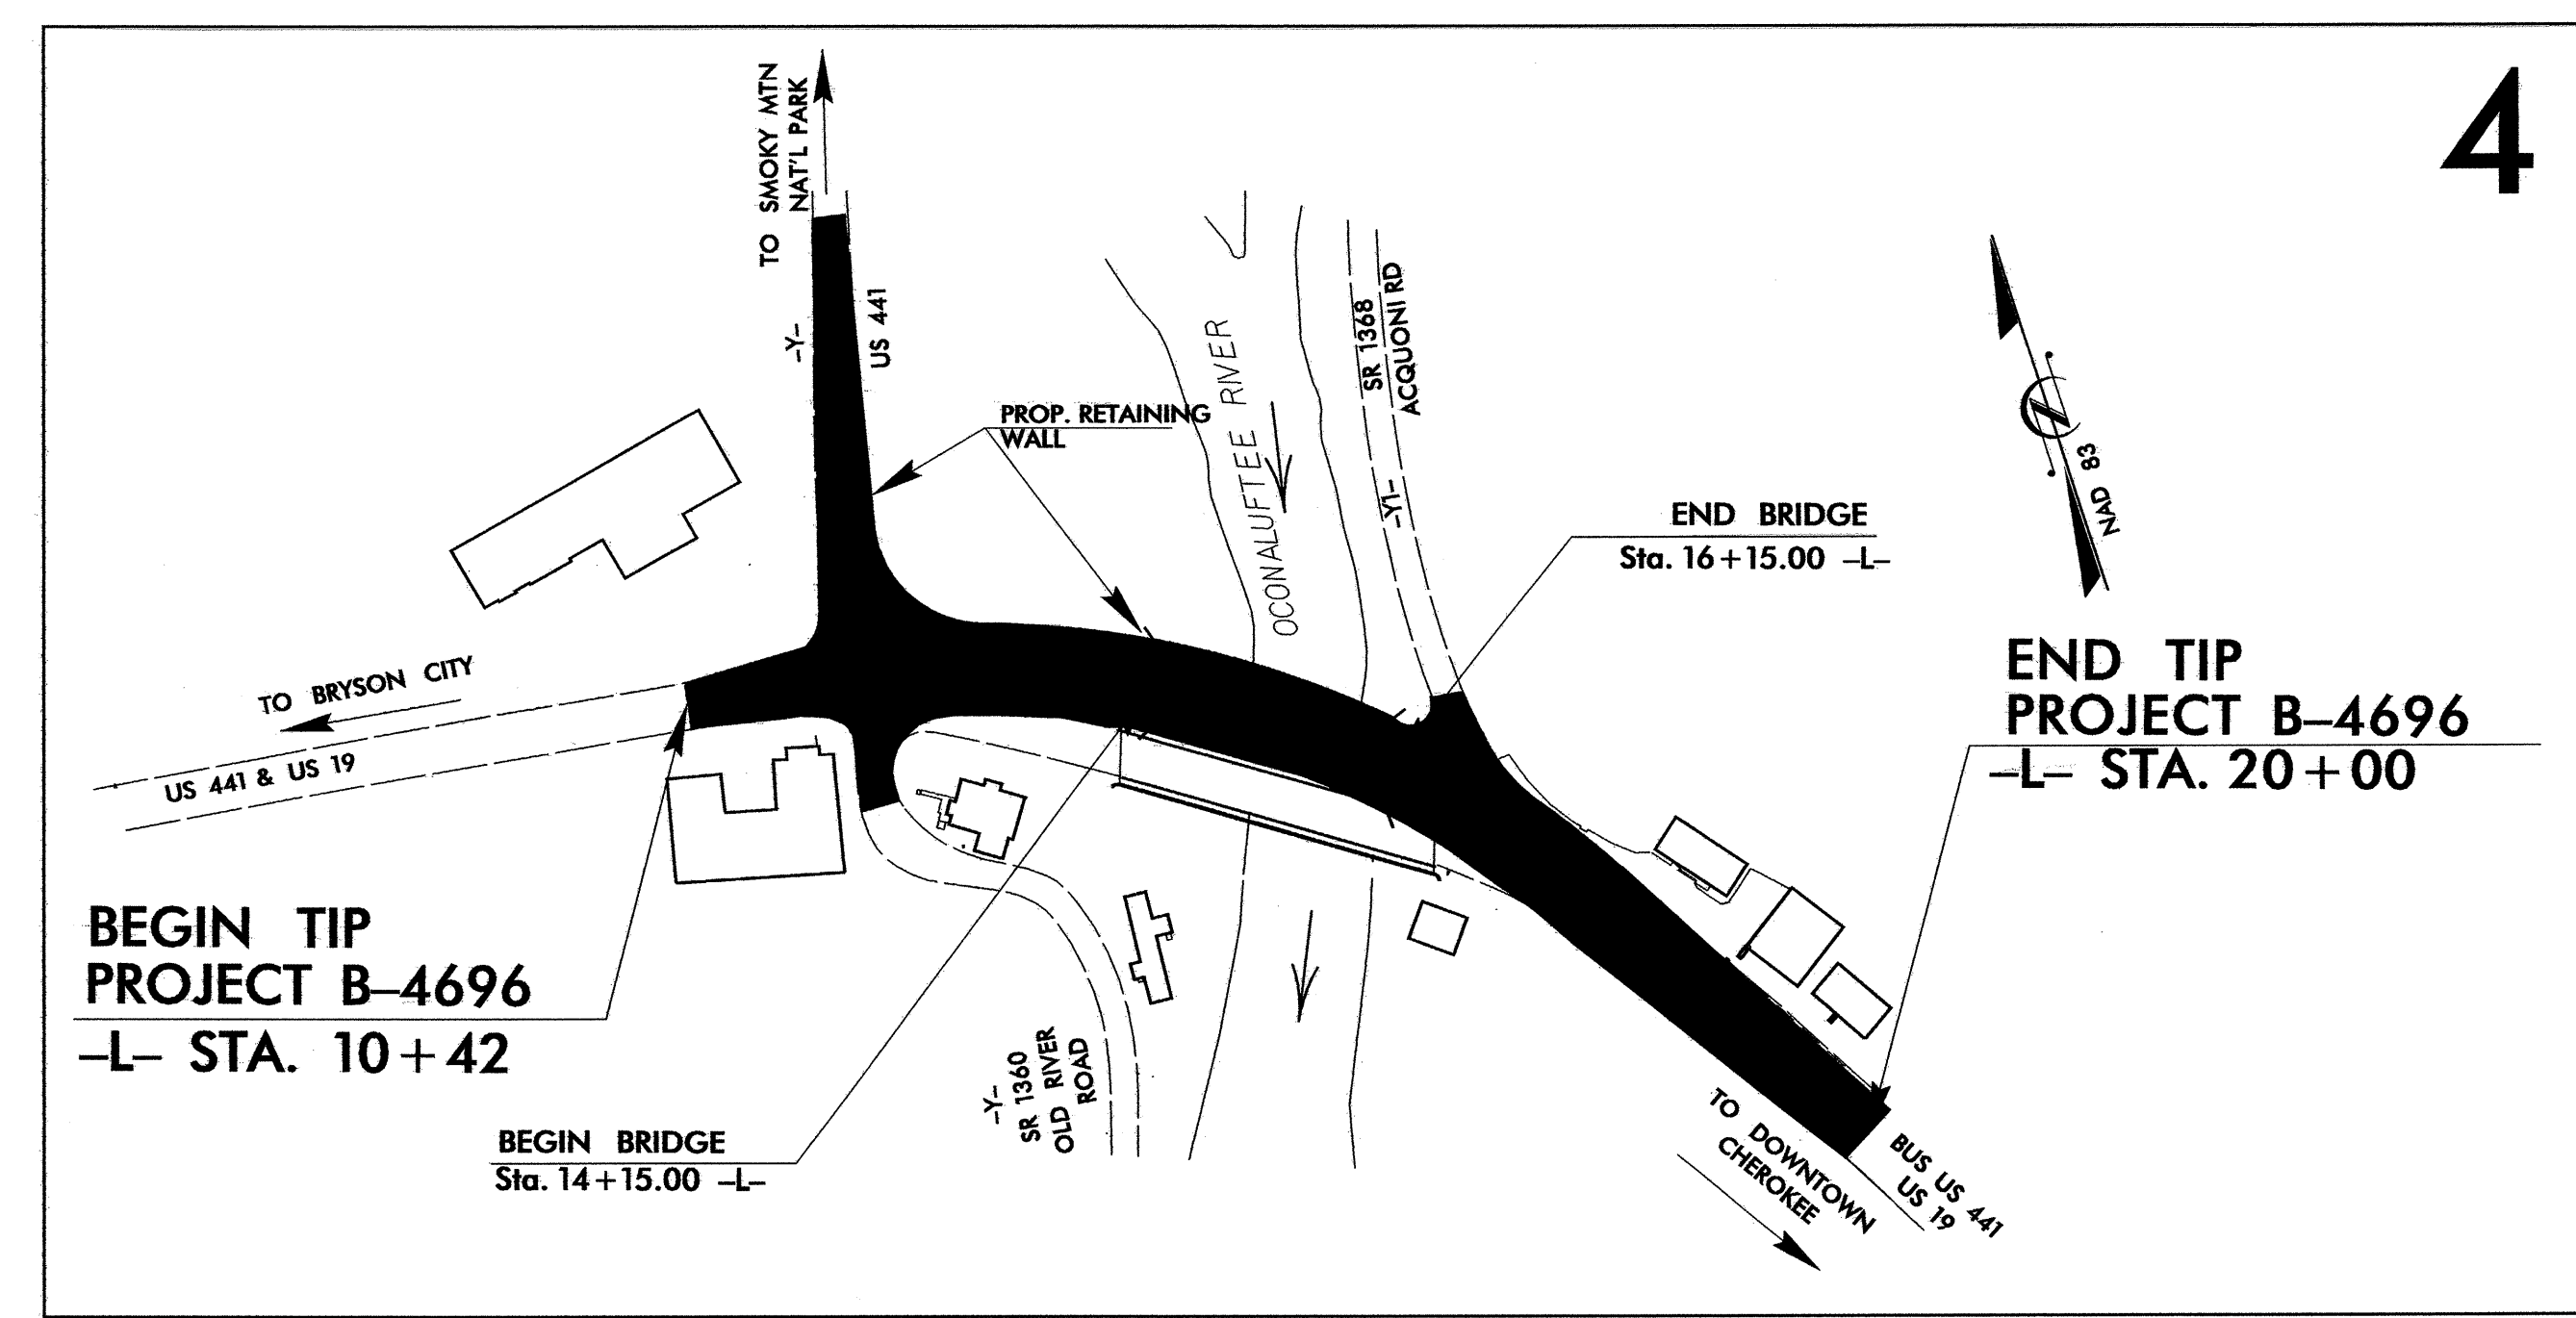 4
TO SMOKY MTN
NAT'L PARK
-Y-
US 441
PROP. RETAINING
WALL
OCONALUFTEE RIVER
SR 1368
ACQUONI RD
-Y1-
NAD 83
END BRIDGE
Sta. 16+15.00 -L-
END TIP
PROJECT B-4696
-L- STA. 20+00
TO BRYSON CITY
US 441 & US 19
BEGIN TIP
PROJECT B-4696
-L- STA. 10+42
BEGIN BRIDGE
Sta. 14+15.00 -L-
-Y-
SR 1360
OLD RIVER
ROAD
TO DOWNTOWN
CHEROKEE
BUS US 441
US 19